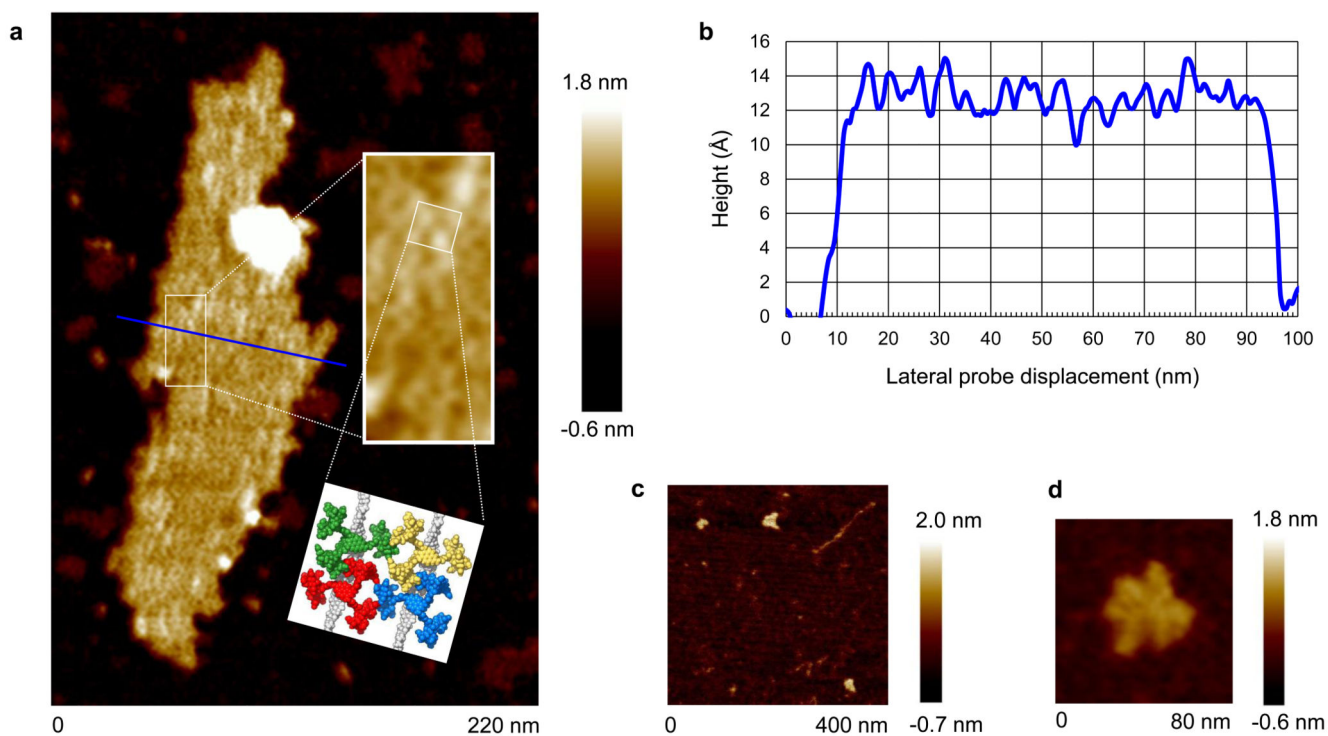 a
1.8 nm
-0.6 nm
0
220 nm
b
16
14
12
10
8
6
4
2
0
Height (Å)
0 10 20 30 40 50 60 70 80 90 100
Lateral probe displacement (nm)
c
2.0 nm
-0.7 nm
0
400 nm
d
1.8 nm
-0.6 nm
0
80 nm